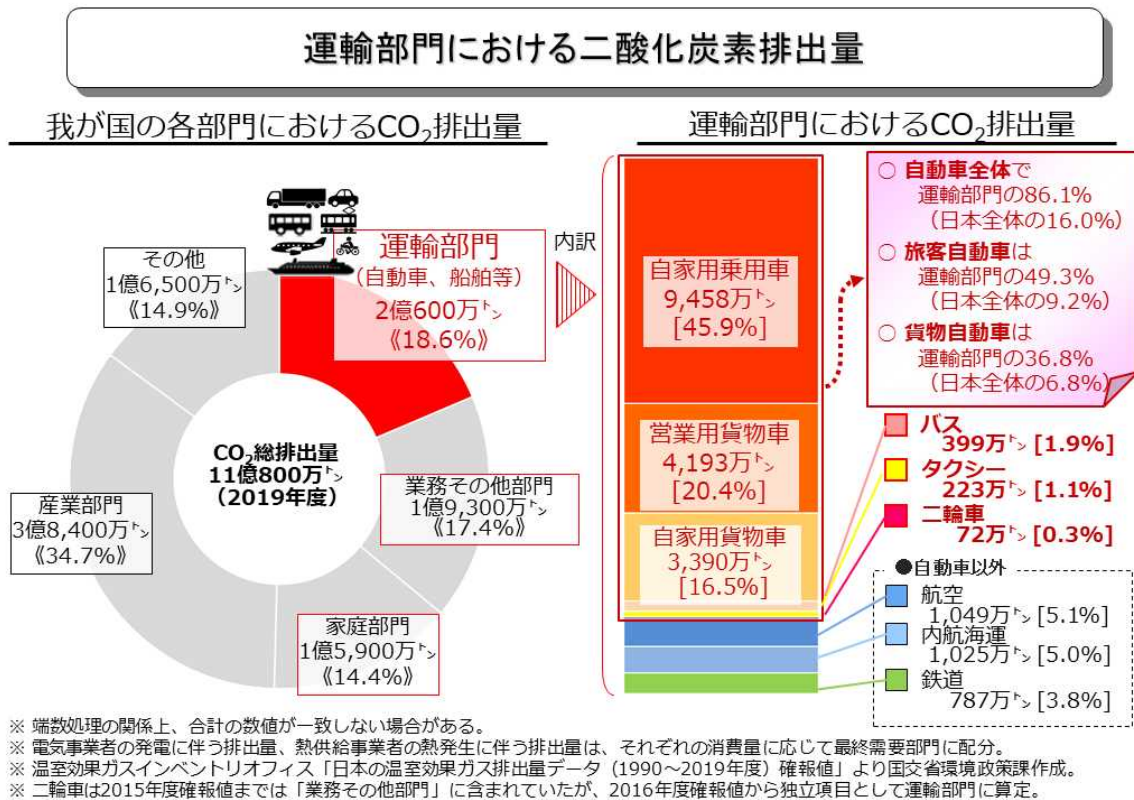 運輸部門における二酸化炭素排出量
我が国の各部門におけるCO₂排出量
運輸部門(自動車、船舶等)
2億600万㌧
《18.6%》
その他
1億6,500万㌧
《14.9%》
CO₂総排出量
11億800万㌧
(2019年度)
産業部門
3億8,400万㌧
《34.7%》
業務その他部門
1億9,300万㌧
《17.4%》
家庭部門
1億5,900万㌧
《14.4%》
内訳
運輸部門におけるCO₂排出量
自家用乗用車
9,458万㌧
[45.9%]
営業用貨物車
4,193万㌧
[20.4%]
自家用貨物車
3,390万㌧
[16.5%]
○ 自動車全体で
運輸部門の86.1%
(日本全体の16.0%)
○ 旅客自動車は
運輸部門の49.3%
(日本全体の9.2%)
○ 貨物自動車は
運輸部門の36.8%
(日本全体の6.8%)
バス
399万㌧ [1.9%]
タクシー
223万㌧ [1.1%]
二輪車
72万㌧ [0.3%]
●自動車以外
航空
1,049万㌧ [5.1%]
内航海運
1,025万㌧ [5.0%]
鉄道
787万㌧ [3.8%]
※ 端数処理の関係上、合計の数値が一致しない場合がある。
※ 電気事業者の発電に伴う排出量、熱供給事業者の熱発生に伴う排出量は、それぞれの消費量に応じて最終需要部門に配分。
※ 温室効果ガスインベントリオフィス「日本の温室効果ガス排出量データ(1990~2019年度)確報値」より国交省環境政策課作成。
※ 二輪車は2015年度確報値までは「業務その他部門」に含まれていたが、2016年度確報値から独立項目として運輸部門に算定。